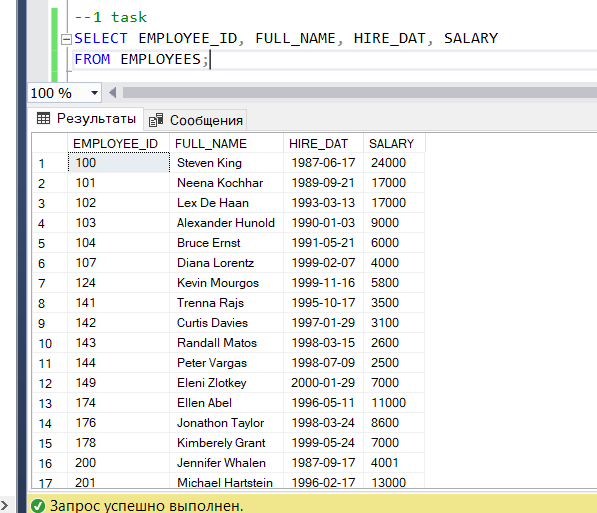 --1 task
SELECT EMPLOYEE_ID, FULL_NAME, HIRE_DAT, SALARY
FROM EMPLOYEES;
100 %
Результаты Сообщения
EMPLOYEE_ID FULL_NAME HIRE_DAT SALARY
1 100 Steven King 1987-06-17 24000
2 101 Neena Kochhar 1989-09-21 17000
3 102 Lex De Haan 1993-03-13 17000
4 103 Alexander Hunold 1990-01-03 9000
5 104 Bruce Ernst 1991-05-21 6000
6 107 Diana Lorentz 1999-02-07 4000
7 124 Kevin Mourgos 1999-11-16 5800
8 141 Trenna Rajs 1995-10-17 3500
9 142 Curtis Davies 1997-01-29 3100
10 143 Randall Matos 1998-03-15 2600
11 144 Peter Vargas 1998-07-09 2500
12 149 Eleni Zlotkey 2000-01-29 7000
13 174 Ellen Abel 1996-05-11 11000
14 176 Jonathon Taylor 1998-03-24 8600
15 178 Kimberely Grant 1999-05-24 7000
16 200 Jennifer Whalen 1987-09-17 4001
17 201 Michael Hartstein 1996-02-17 13000
Запрос успешно выполнен.